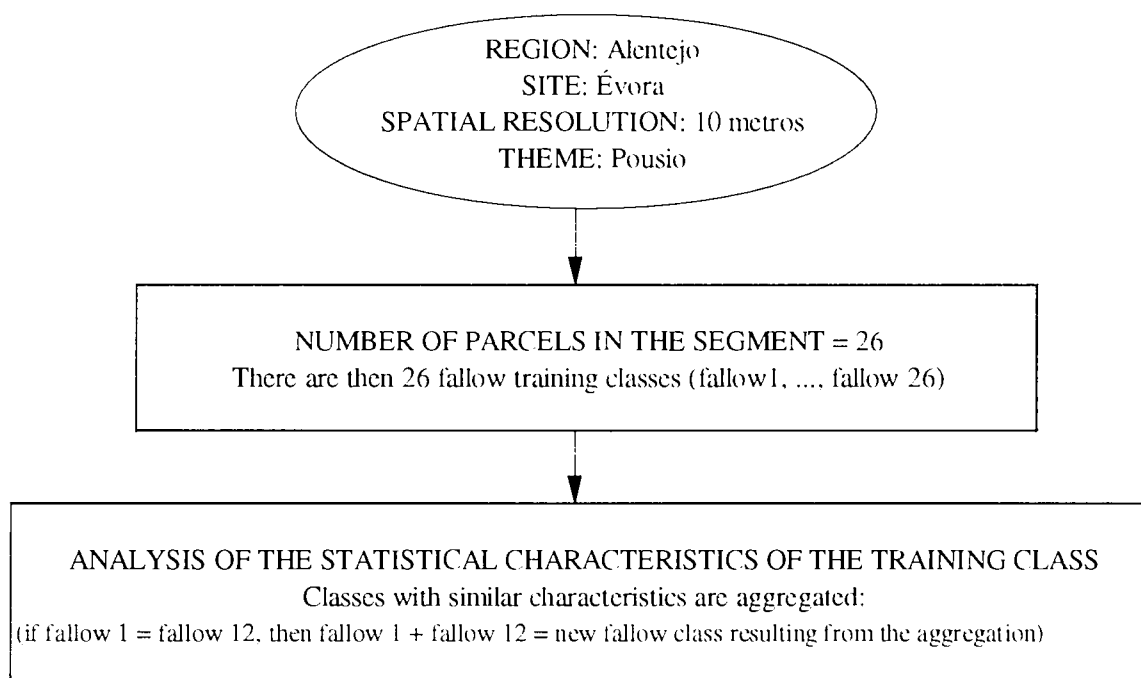 REGION: Alentejo
SITE: Évora
SPATIAL RESOLUTION: 10 metros
THEME: Pousio
NUMBER OF PARCELS IN THE SEGMENT = 26
There are then 26 fallow training classes (fallow1, ..., fallow 26)
ANALYSIS OF THE STATISTICAL CHARACTERISTICS OF THE TRAINING CLASS
Classes with similar characteristics are aggregated:
(if fallow 1 = fallow 12, then fallow 1 + fallow 12 = new fallow class resulting from the aggregation)